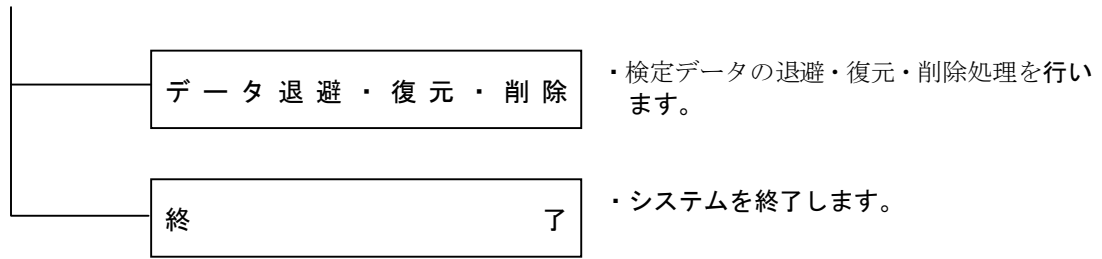 データ退避・復元・削除
・検定データの退避・復元・削除処理を行い
ます。
終了
・システムを終了します。